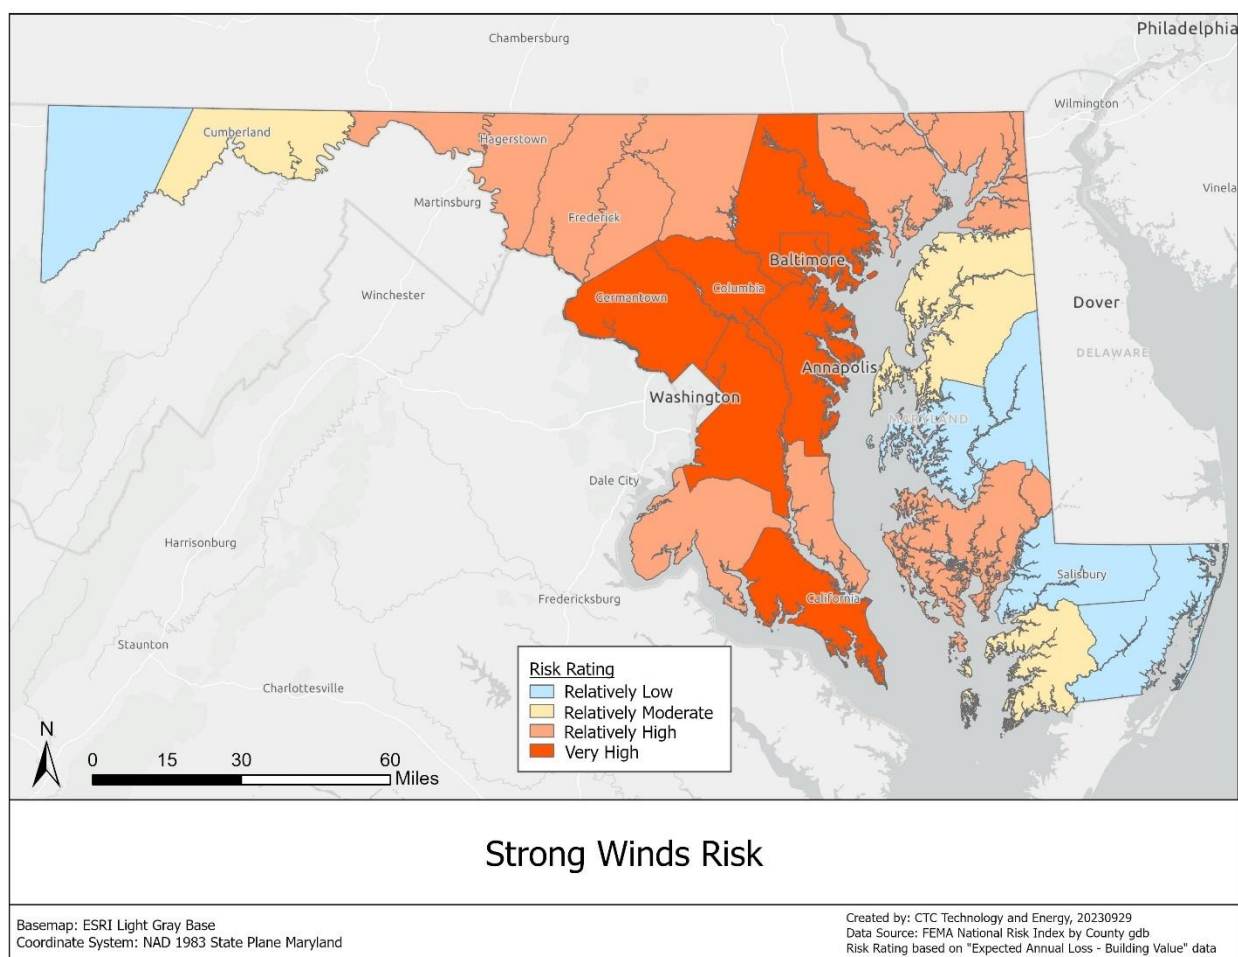 Philadelphia
Chambersburg
Wilmington
Cumberland
Hagerstown
Vinela
Martinsburg
Frederick
Baltimore
Columbia
Winchester
Germantown
Dover
DELAWARE
Annapolis
Washington
MARYLAND
Dale City
Harrisonburg
Salisbury
Fredericksburg
California
Staunton
Charlottesville
Risk Rating
Relatively Low
Relatively Moderate
Relatively High
Very High
N
0 15 30 60
Miles
Strong Winds Risk
Basemap: ESRI Light Gray Base
Coordinate System: NAD 1983 State Plane Maryland
Created by: CTC Technology and Energy, 20230929
Data Source: FEMA National Risk Index by County gdb
Risk Rating based on "Expected Annual Loss - Building Value" data